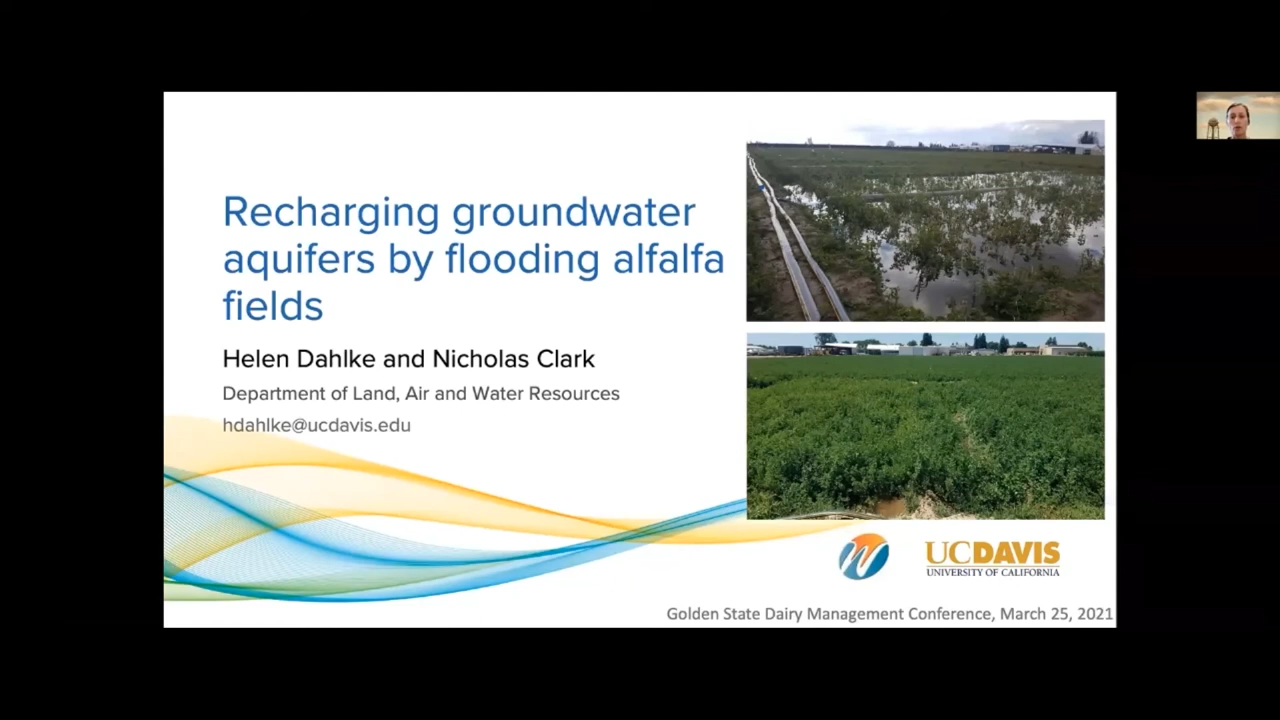 Recharging groundwater
aquifers by flooding alfalfa
fields
Helen Dahlke and Nicholas Clark
Department of Land, Air and Water Resources
hdahlke@ucdavis.edu
UCDAVIS
UNIVERSITY OF CALIFORNIA
Golden State Dairy Management Conference, March 25, 2021